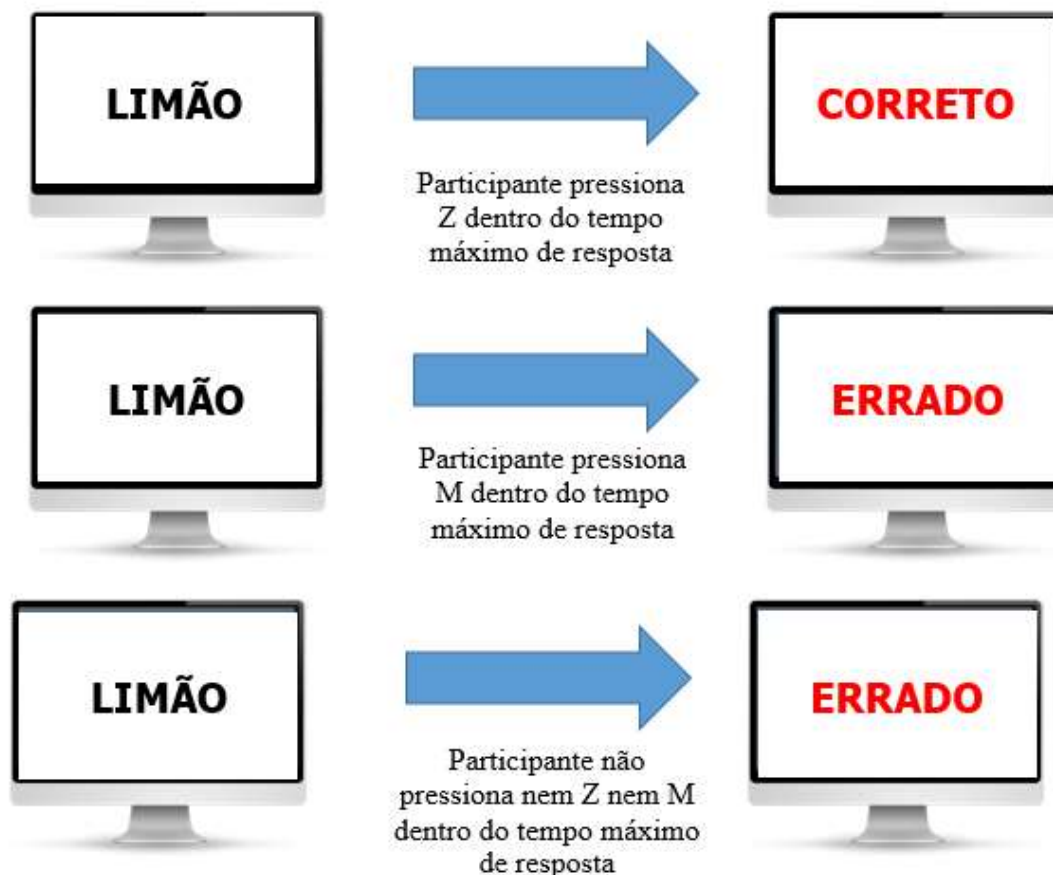 LIMÃO
CORRETO
Participante pressiona
Z dentro do tempo
máximo de resposta
LIMÃO
ERRADO
Participante pressiona
M dentro do tempo
máximo de resposta
LIMÃO
ERRADO
Participante não
pressiona nem Z nem M
dentro do tempo máximo
de resposta